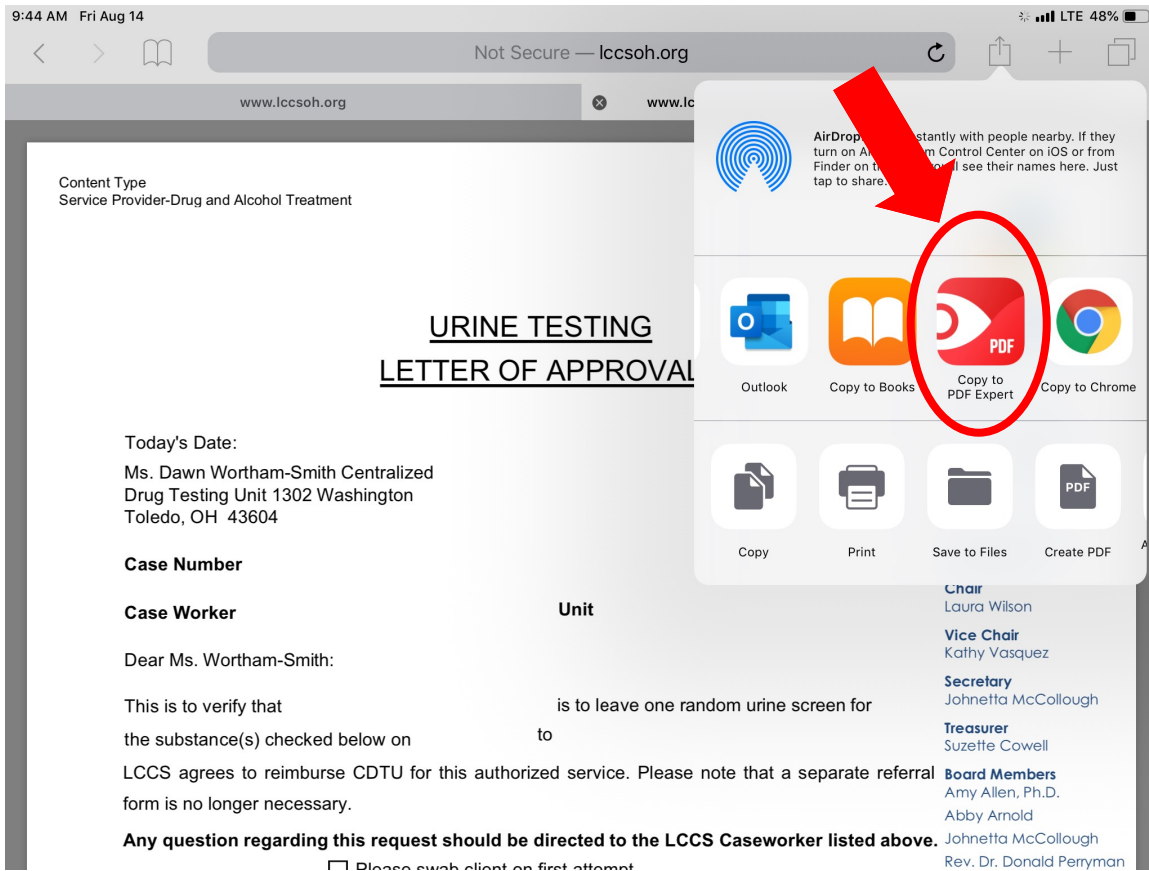 9:44 AM Fri Aug 14
LTE 48%
Not Secure — lccsoh.org
www.lccsoh.org
www.lc
AirDrop stantly with people nearby. If they
turn on Control Center on iOS or from
Finder on see their names here. Just
tap to share.
Outlook
Copy to Books
PDF
Copy to
PDF Expert
Copy to Chrome
Copy
Print
Save to Files
PDF
Create PDF
Content Type
Service Provider-Drug and Alcohol Treatment
URINE TESTING
LETTER OF APPROVAL
Today's Date:
Ms. Dawn Wortham-Smith Centralized
Drug Testing Unit 1302 Washington
Toledo, OH 43604
Case Number
Case Worker Unit
Dear Ms. Wortham-Smith:
This is to verify that is to leave one random urine screen for
the substance(s) checked below on to
LCCS agrees to reimburse CDTU for this authorized service. Please note that a separate referral
form is no longer necessary.
Any question regarding this request should be directed to the LCCS Caseworker listed above.
Please swab client on first attempt
Chair
Laura Wilson
Vice Chair
Kathy Vasquez
Secretary
Johnetta McCollough
Treasurer
Suzette Cowell
Board Members
Amy Allen, Ph.D.
Abby Arnold
Johnetta McCollough
Rev. Dr. Donald Perryman